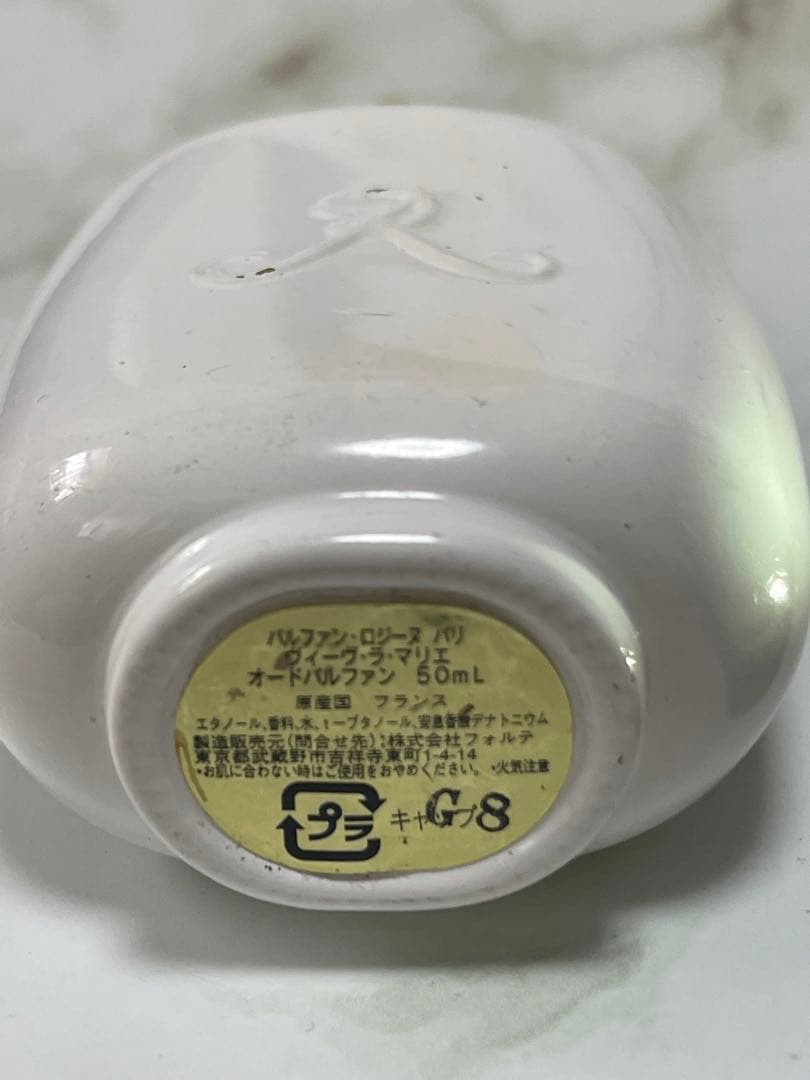 パルファン・ロジーヌ パリ
ヴィーヴ・ラ・マリエ
オードパルファン 50mL
原産国 フランス
エタノール、香料、水、t-ブタノール、安息香酸デナトニウム
製造販売元(問合せ先):株式会社フォルテ
東京都武蔵野市吉祥寺東町1-4-14
・お肌に合わない時はご使用をおやめください。・火気注意
プラ キャップ
G8